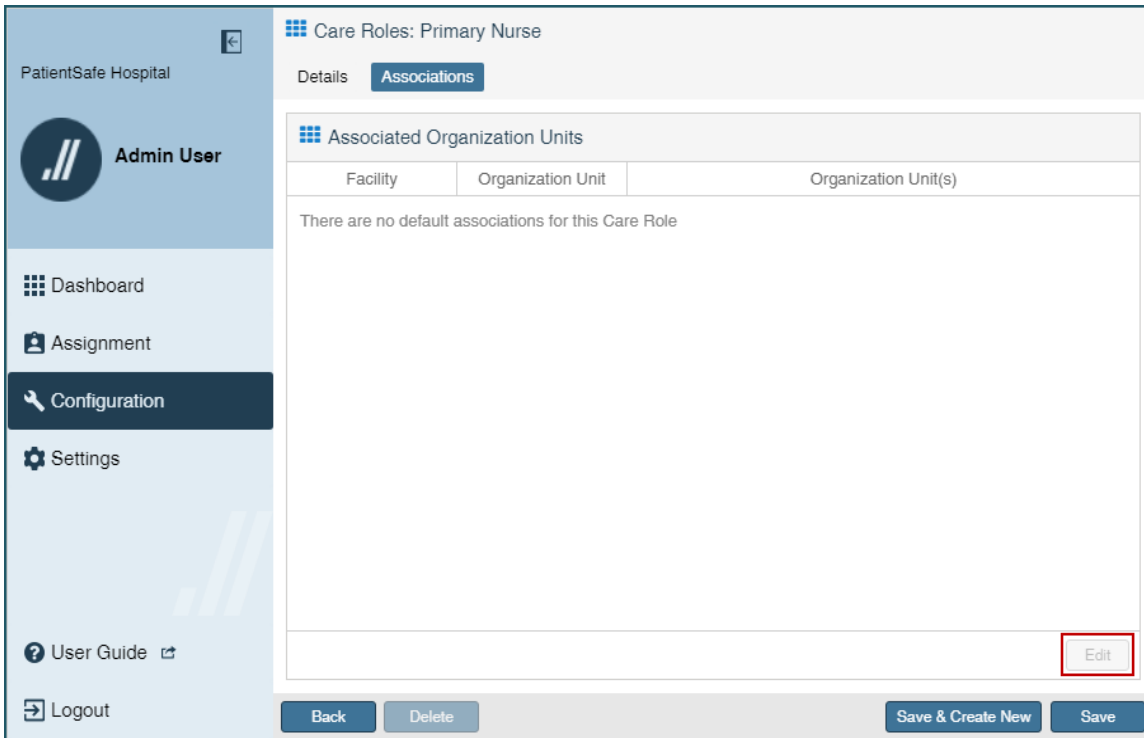 PatientSafe Hospital
Admin User
Dashboard
Assignment
Configuration
Settings
User Guide
Logout
Care Roles: Primary Nurse
Details Associations
Associated Organization Units
Facility Organization Unit Organization Unit(s)
There are no default associations for this Care Role
Edit
Back Delete Save & Create New Save